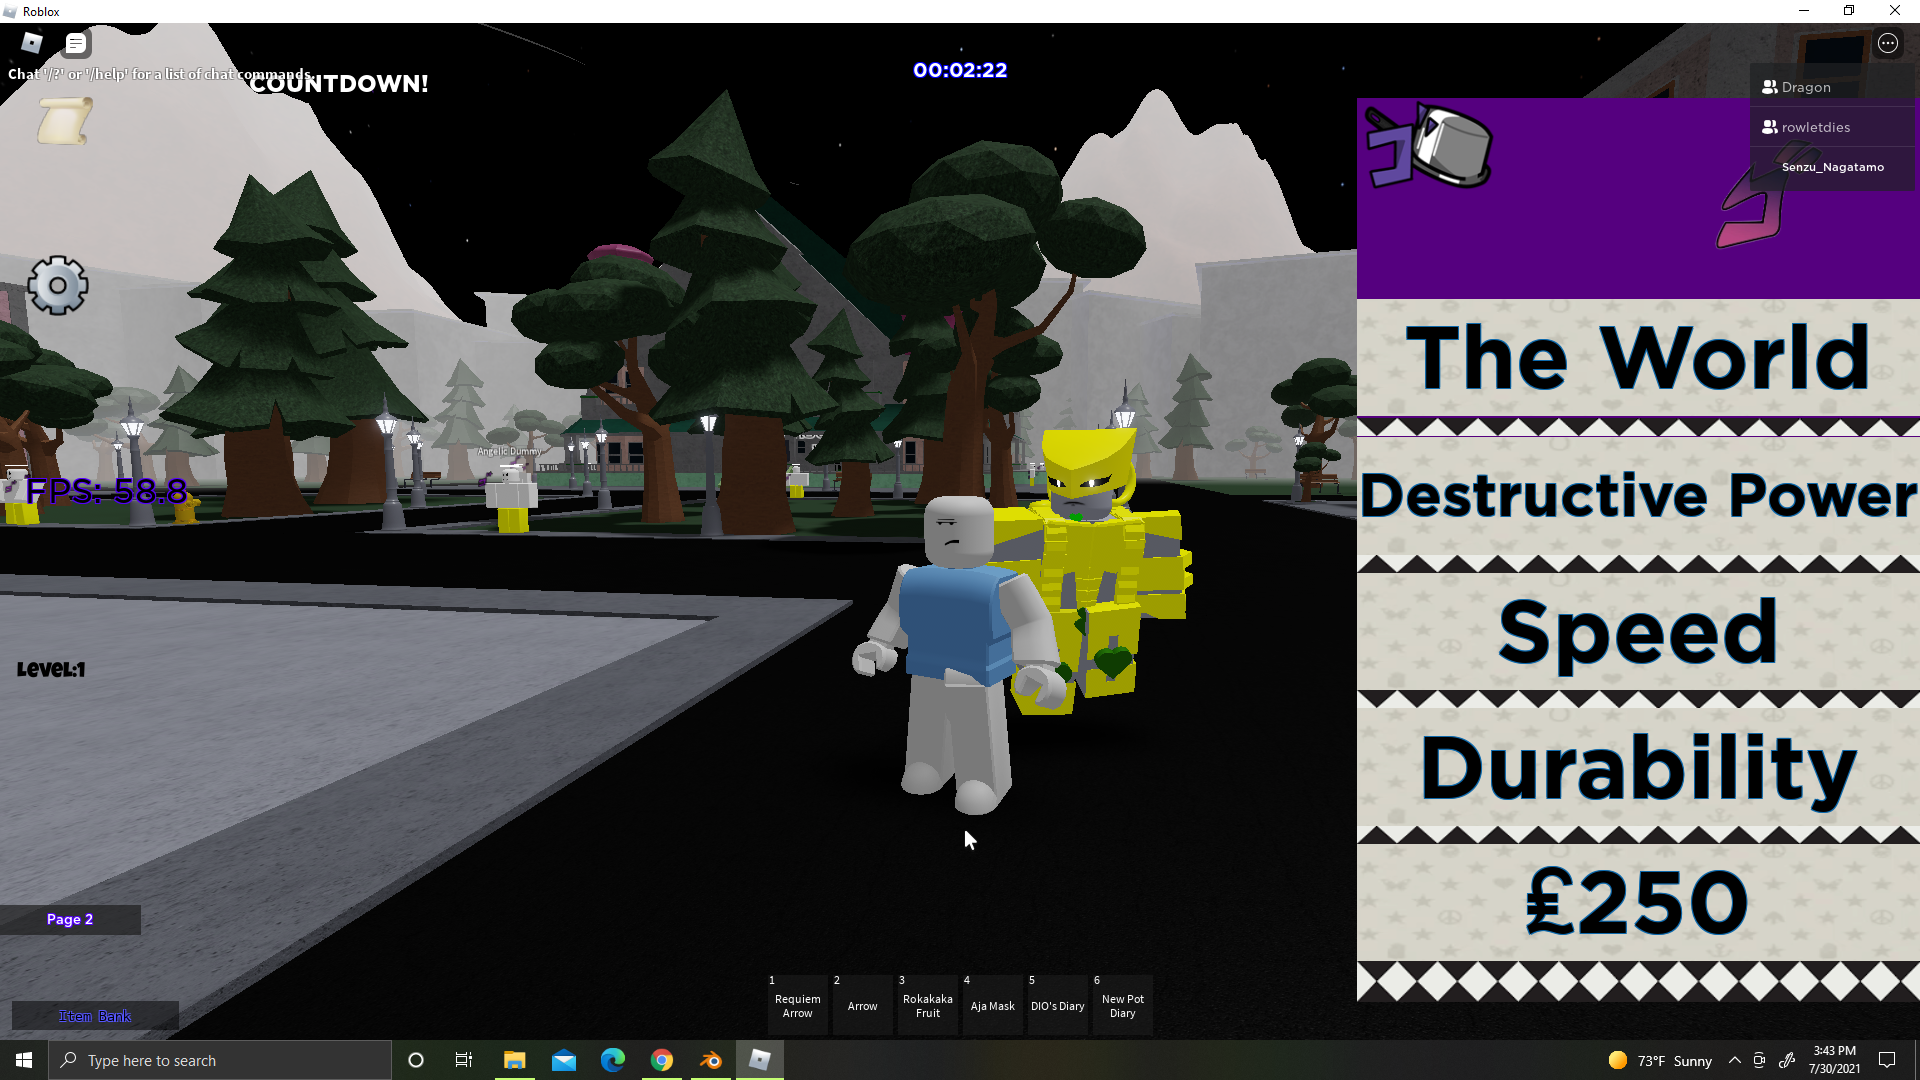 Roblox
Chat '/?' or '/help' for a list of chat commands.
COUNTDOWN!
00:02:22
Dragon
rowletdies
Senzu_Nagatamo
コ
The World
Destructive Power
Speed
Durability
₤250
Angelic Dummy
FPS: 58.8
Level:1
Page 2
Item Bank
1
Requiem
Arrow
2
Arrow
3
Rokakaka
Fruit
4
Aja Mask
5
DIO's Diary
6
New Pot
Diary
Type here to search
73°F Sunny
3:43 PM
7/30/2021